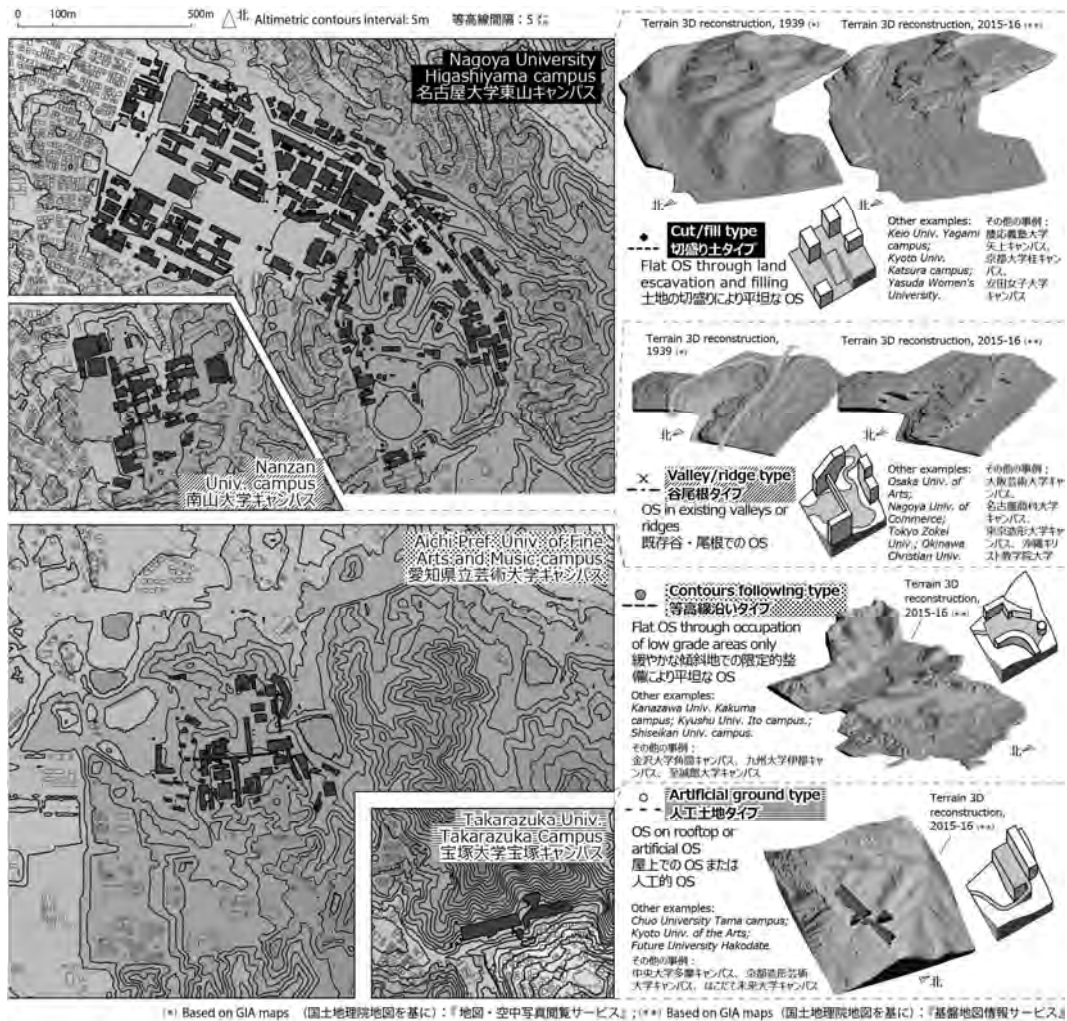 0 100m 500m 北 Altimetric contours interval: 5m 等高線間隔：5㍍
Nagoya University
Higashiyama campus
名古屋大学東山キャンパス
Nanzan
Univ. campus
南山大学キャンパス
Aichi Pref. Univ. of Fine
Arts and Music campus
愛知県立芸術大学キャンパス
Takarazuka Univ.
Takarazuka Campus
宝塚大学宝塚キャンパス
Terrain 3D reconstruction, 1939 (*)
Terrain 3D reconstruction, 2015-16 (**)
北
北
Cut/fill type
切盛り土タイプ
Flat OS through land
escavation and filling
土地の切盛りにより平坦な OS
Other examples:
Keio Univ. Yagami
campus;
Kyoto Univ.
Katsura campus;
Yasuda Women's
University.
その他の事例：
慶応義塾大学
矢上キャンパス、
京都大学桂キャン
パス、
安田女子大学
キャンパス
Terrain 3D reconstruction,
1939 (*)
Terrain 3D reconstruction, 2015-16 (**)
北
北
Valley/ridge type
谷尾根タイプ
OS in existing valleys or
ridges
既存谷・尾根での OS
Other examples:
Osaka Univ. of
Arts;
Nagoya Univ. of
Commerce;
Tokyo Zokei
Univ.; Okinawa
Christian Univ.
その他の事例：
大阪芸術大学キャ
ンパス、
名古屋商科大学
キャンパス、
東京造形大学キャ
ンパス、沖縄キリ
スト教学院大学
Contours following type
等高線沿いタイプ
Flat OS through occupation
of low grade areas only
緩やかな傾斜地での限定的整
備により平坦な OS
Other examples:
Kanazawa Univ. Kakuma
campus; Kyushu Univ. Ito campus.;
Shiseikan Univ. campus.
その他の事例：
金沢大学角間キャンパス、九州大学伊都キャ
ンパス、至誠館大学キャンパス
Terrain 3D
reconstruction,
2015-16 (**)
北
Artificial ground type
人工土地タイプ
OS on rooftop or
artificial OS
屋上での OS または
人工的 OS
Other examples:
Chuo University Tama campus;
Kyoto Univ. of the Arts;
Future University Hakodate.
その他の事例：
中央大学多摩キャンパス、京都造形芸術
大学キャンパス、はこだて未来大学キャンパス
Terrain 3D
reconstruction,
2015-16 (**)
北
(*) Based on GIA maps （国土地理院地図を基に）：『地図・空中写真閲覧サービス』；(**) Based on GIA maps （国土地理院地図を基に）：『基盤地図情報サービス』